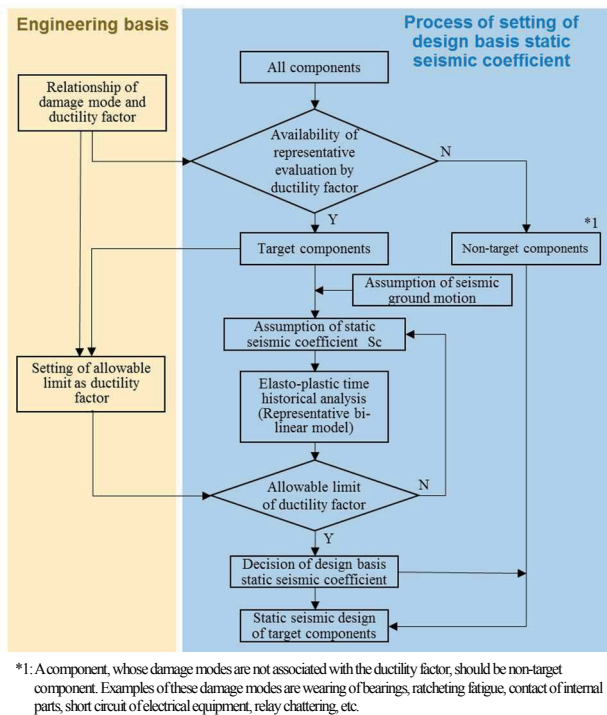 Engineering basis
Process of setting of
design basis static
seismic coefficient
Relationship of
damage mode and
ductility factor
All components
Availability of
representative
evaluation by
ductility factor
N
Y
*1
Target components
Non-target components
Assumption of seismic
ground motion
Assumption of static
seismic coefficient Sc
Setting of allowable
limit as ductility
factor
Elasto-plastic time
historical analysis
(Representative bi-
linear model)
Allowable limit
of ductility factor
N
Y
Decision of design basis
static seismic coefficient
Static seismic design
of target components
*1: A component, whose damage modes are not associated with the ductility factor, should be non-target
component. Examples of these damage modes are wearing of bearings, ratcheting fatigue, contact of internal
parts, short circuit of electrical equipment, relay chattering, etc.